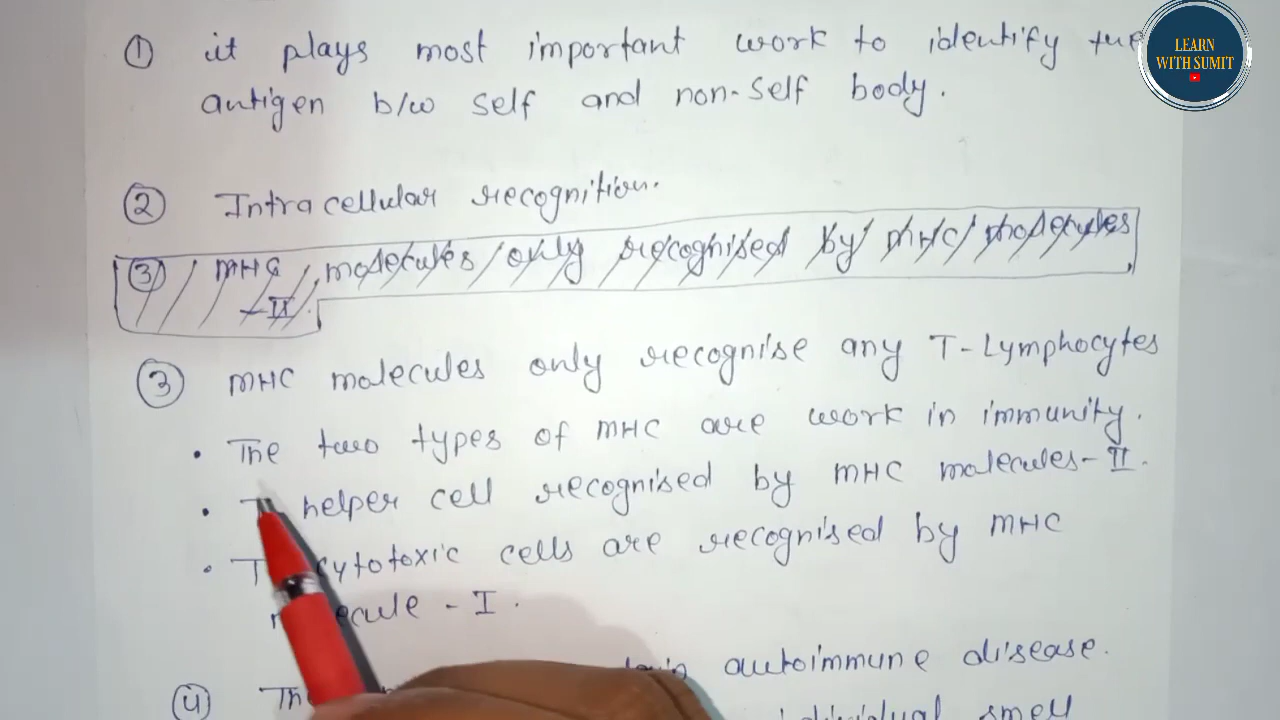 ① it plays most important work to identify the
antigen b/w self and non-self body.
② Intracellular recognition.
③ MHC molecules only recognised by MHC molecules
-II
③ MHC molecules only recognise any T-Lymphocytes
• The two types of MHC are work in immunity.
• T helper cell recognised by MHC molecules-II.
• T cytotoxic cells are recognised by MHC
molecule - I.
④ autoimmune disease.
individual smell
LEARN
WITH SUMIT